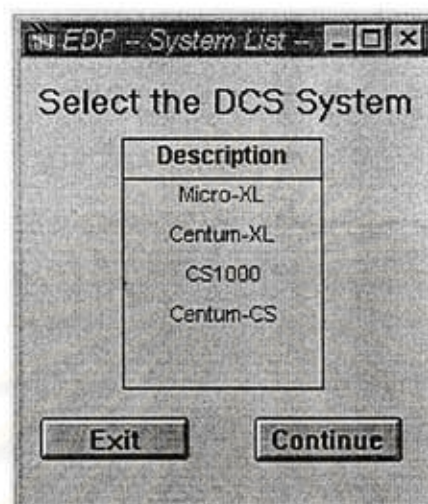 EDP -- System List --
Select the DCS System
Description
Micro-XL
Centum-XL
CS1000
Centum-CS
Exit
Continue